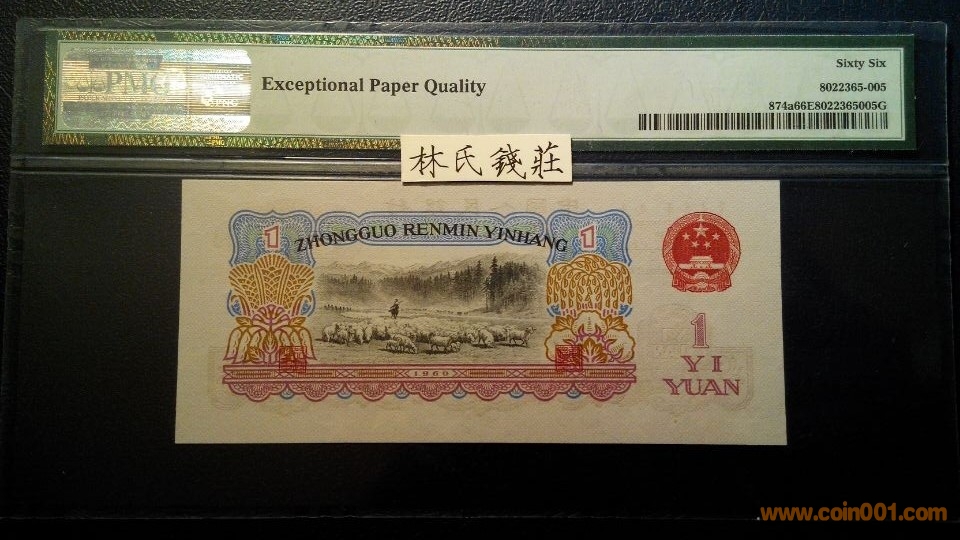 PMG
Exceptional Paper Quality
Sixty Six
8022365-005
874a66E8022365005G
林氏錢莊
ZHONGGUO RENMIN YINHANG
1
1
1960
1
YI
YUAN
www.coin001.com